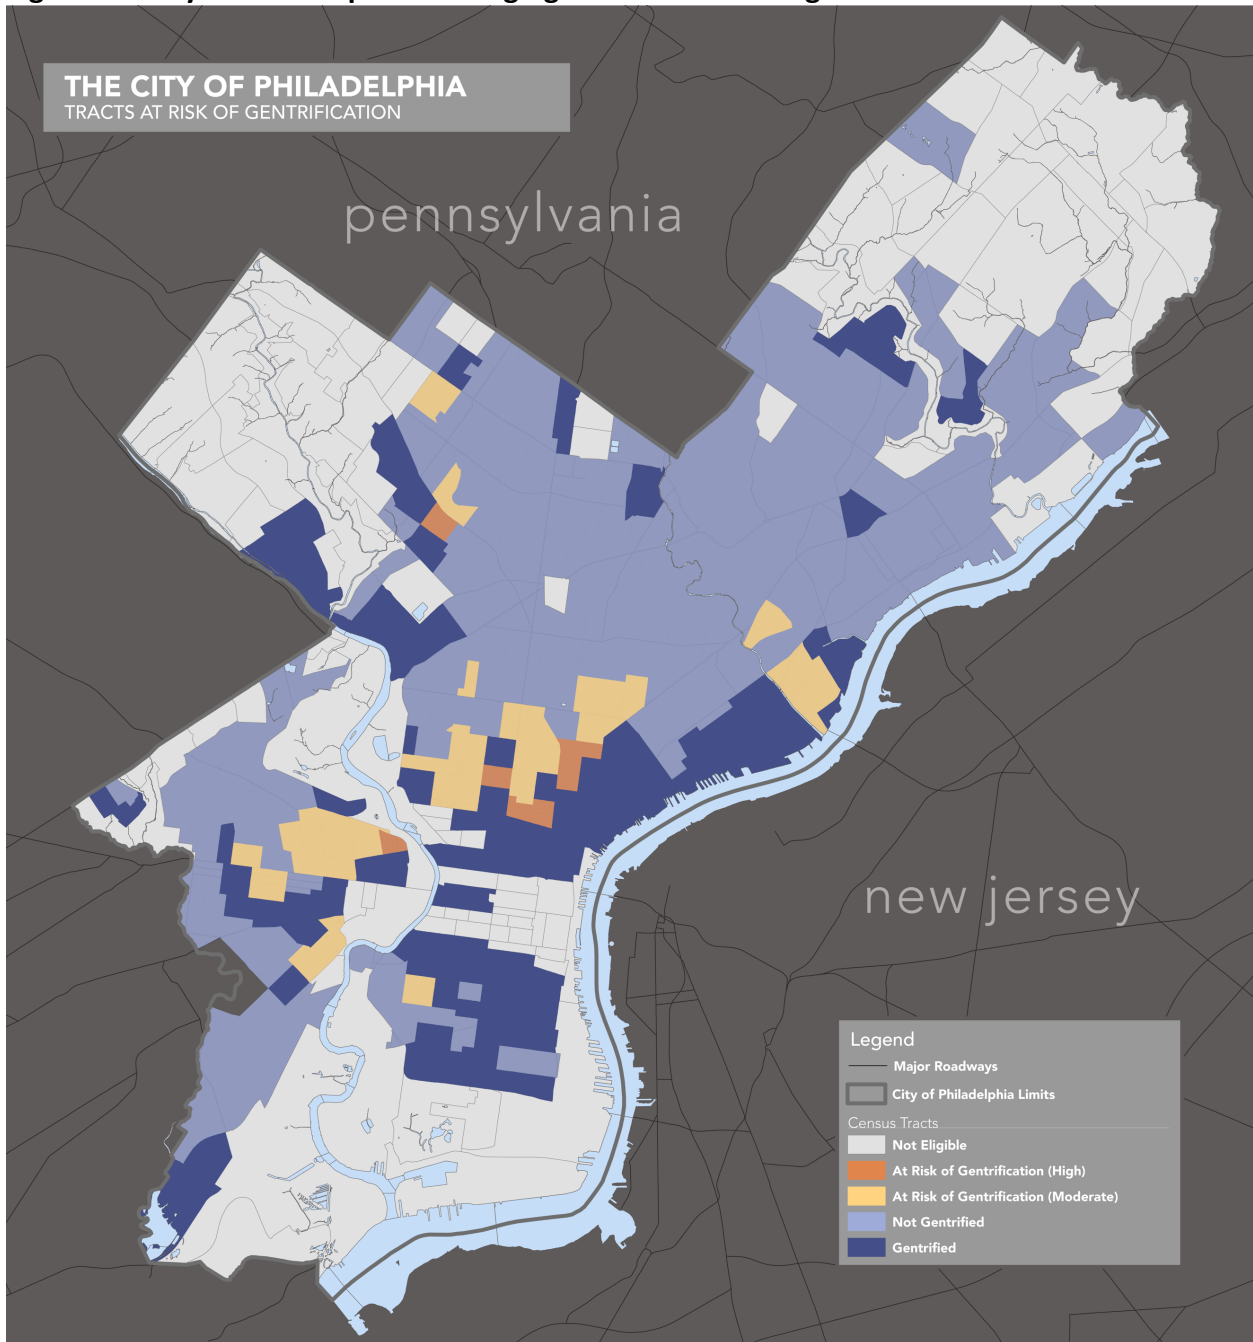 THE CITY OF PHILADELPHIA
TRACTS AT RISK OF GENTRIFICATION
pennsylvania
new jersey
Legend
Major Roadways
City of Philadelphia Limits
Census Tracts
Not Eligible
At Risk of Gentrification (High)
At Risk of Gentrification (Moderate)
Not Gentrified
Gentrified